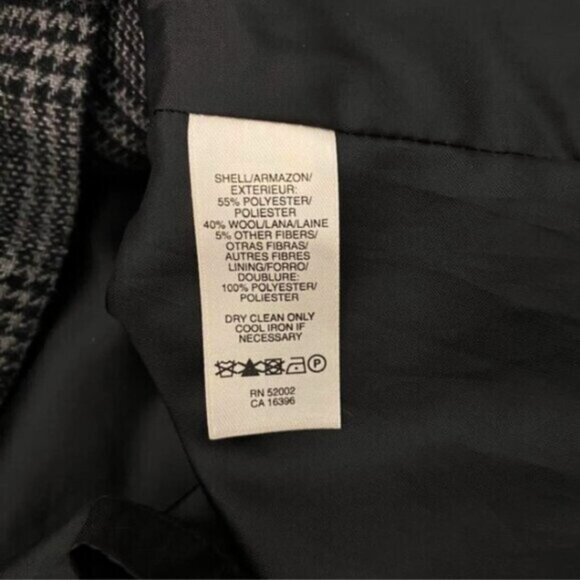 SHELL/ARMAZON/
EXTERIEUR:
55% POLYESTER/
POLIESTER
40% WOOL/LANA/LAINE
5% OTHER FIBERS/
OTRAS FIBRAS/
AUTRES FIBRES
LINING/FORRO/
DOUBLURE:
100% POLYESTER/
POLIESTER
DRY CLEAN ONLY
COOL IRON IF
NECESSARY
P
RN 52002
CA 16396